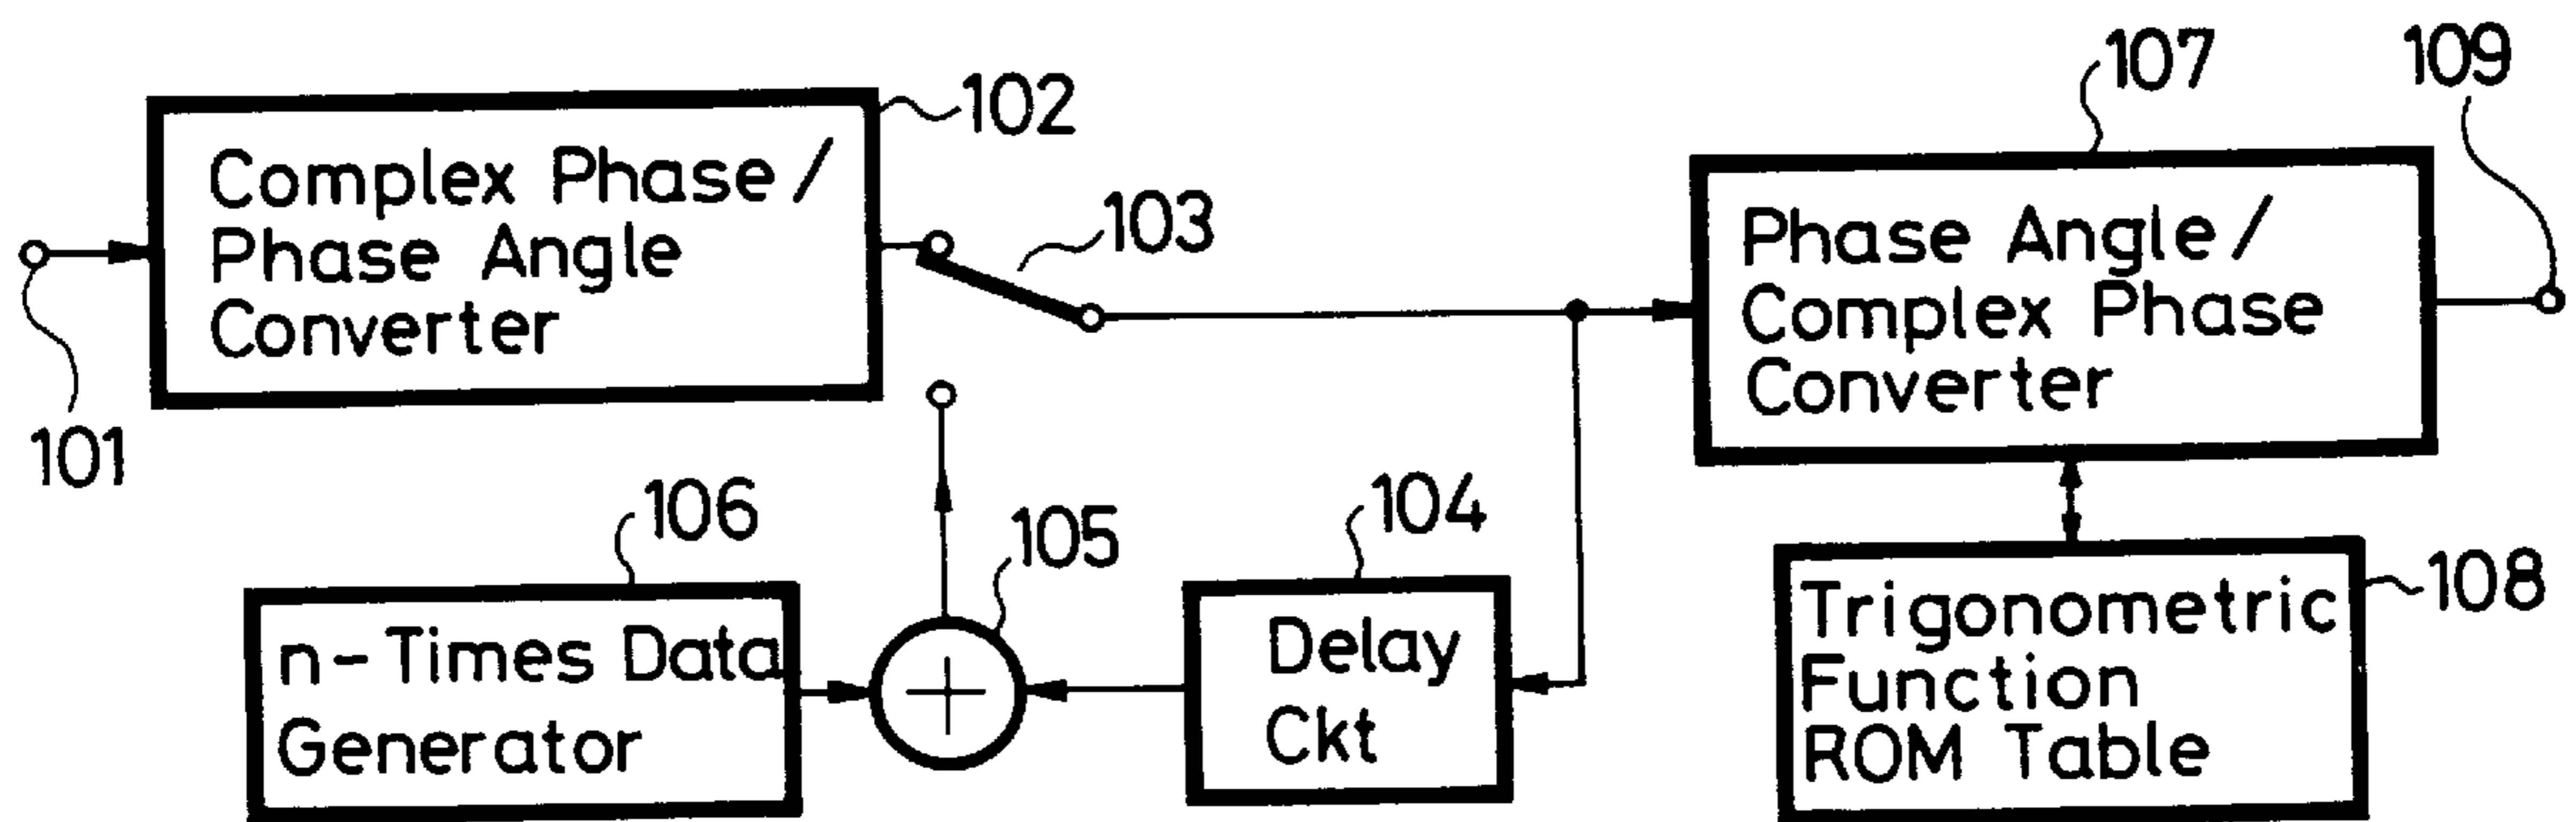 101
102
Complex Phase /
Phase Angle
Converter
103
107
109
Phase Angle /
Complex Phase
Converter
106
n-Times Data
Generator
105
104
Delay
Ckt
108
Trigonometric
Function
ROM Table